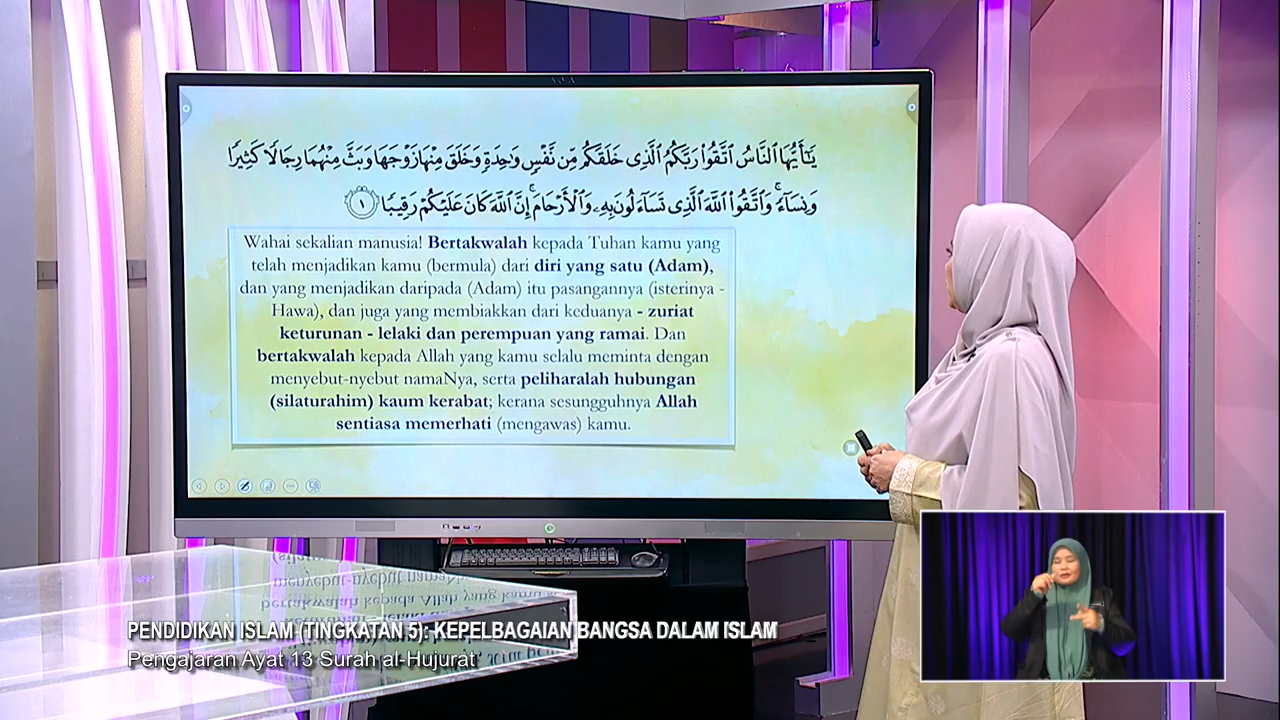 يَٰٓأَيُّهَا ٱلنَّاسُ ٱتَّقُوا۟ رَبَّكُمُ ٱلَّذِى خَلَقَكُم مِّن نَّفْسٍ وَٰحِدَةٍ وَخَلَقَ مِنْهَا زَوْجَهَا وَبَثَّ مِنْهُمَا رِجَالًا كَثِيرًا
وَنِسَآءً ۚ وَٱتَّقُوا۟ ٱللَّهَ ٱلَّذِى تَسَآءَلُونَ بِهِۦ وَٱلْأَرْحَامَ ۚ إِنَّ ٱللَّهَ كَانَ عَلَيْكُمْ رَقِيبًا ١
Wahai sekalian manusia! Bertakwalah kepada Tuhan kamu yang
telah menjadikan kamu (bermula) dari diri yang satu (Adam),
dan yang menjadikan daripada (Adam) itu pasangannya (isterinya -
Hawa), dan juga yang membiakkan dari keduanya - zuriat
keturunan - lelaki dan perempuan yang ramai. Dan
bertakwalah kepada Allah yang kamu selalu meminta dengan
menyebut-nyebut namaNya, serta peliharalah hubungan
(silaturahim) kaum kerabat; kerana sesungguhnya Allah
sentiasa memerhati (mengawas) kamu.
PENDIDIKAN ISLAM (TINGKATAN 5): KEPELBAGAIAN BANGSA DALAM ISLAM
Pengajaran Ayat 13 Surah al-Hujurat